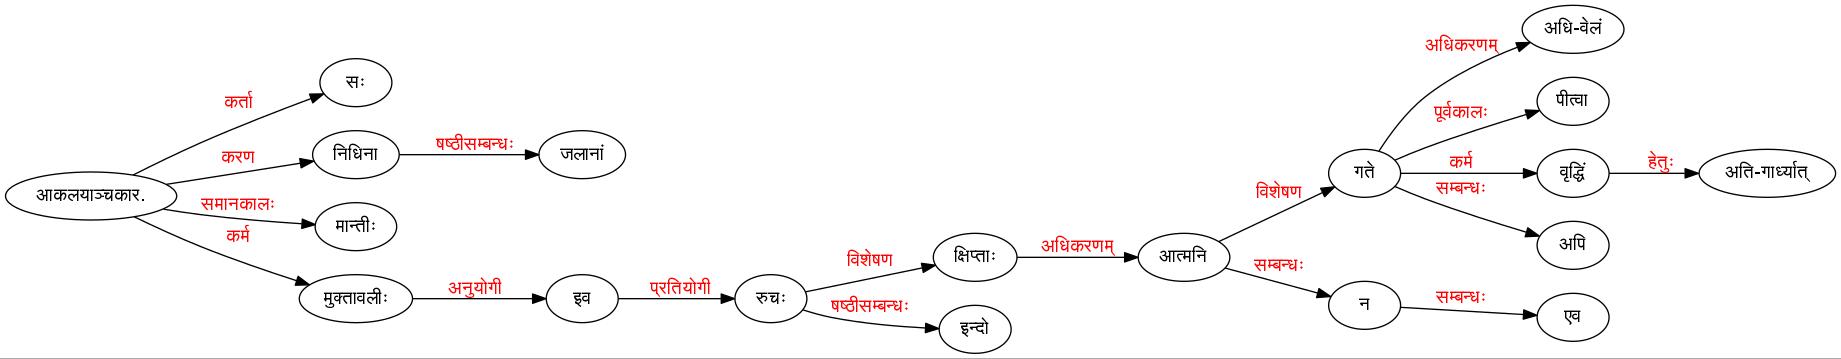 आकलयाञ्चकार.
कर्ता
सः
करण
निधिना
षष्ठीसम्बन्धः
जलानां
समानकालः
मान्तीः
कर्म
मुक्तावलीः
अनुयोगी
इव
प्रतियोगी
रुचः
विशेषण
क्षिप्ताः
षष्ठीसम्बन्धः
इन्दो
अधिकरणम्
आत्मनि
विशेषण
गते
अधिकरणम्
अधि-वेलं
पूर्वकालः
पीत्वा
कर्म
वृद्धिं
हेतुः
अति-गार्ध्यात्
सम्बन्धः
अपि
सम्बन्धः
न
सम्बन्धः
एव